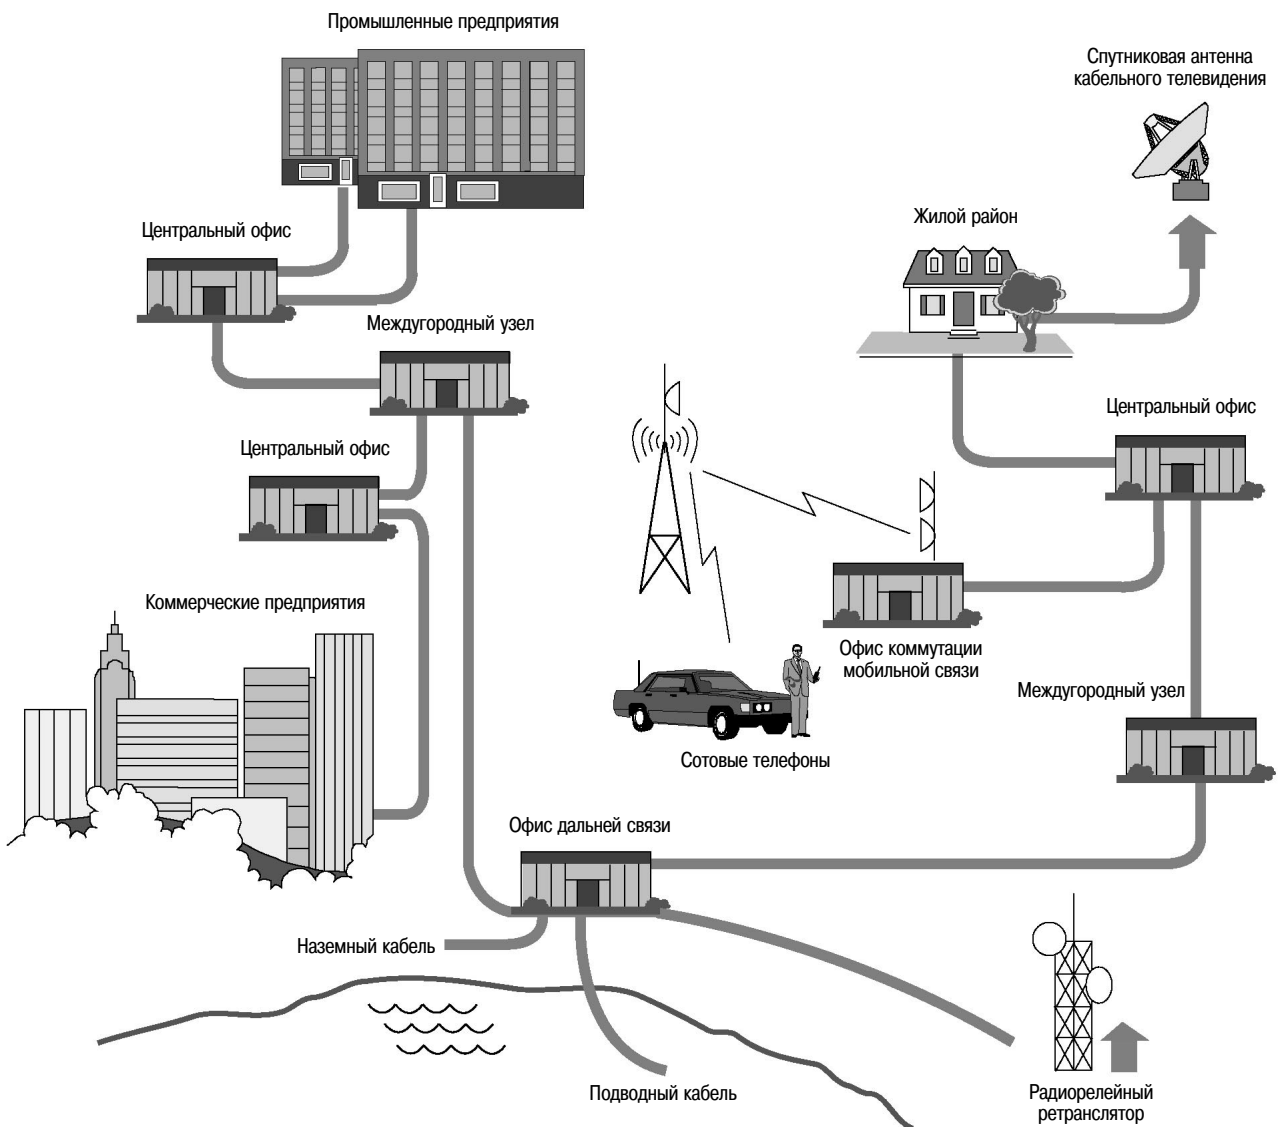 Промышленные предприятия
Спутниковая антенна
кабельного телевидения
Жилой район
Центральный офис
Междугородный узел
Центральный офис
Центральный офис
Коммерческие предприятия
Офис коммутации
мобильной связи
Междугородный узел
Сотовые телефоны
Офис дальней связи
Наземный кабель
Подводный кабель
Радиорелейный
ретранслятор